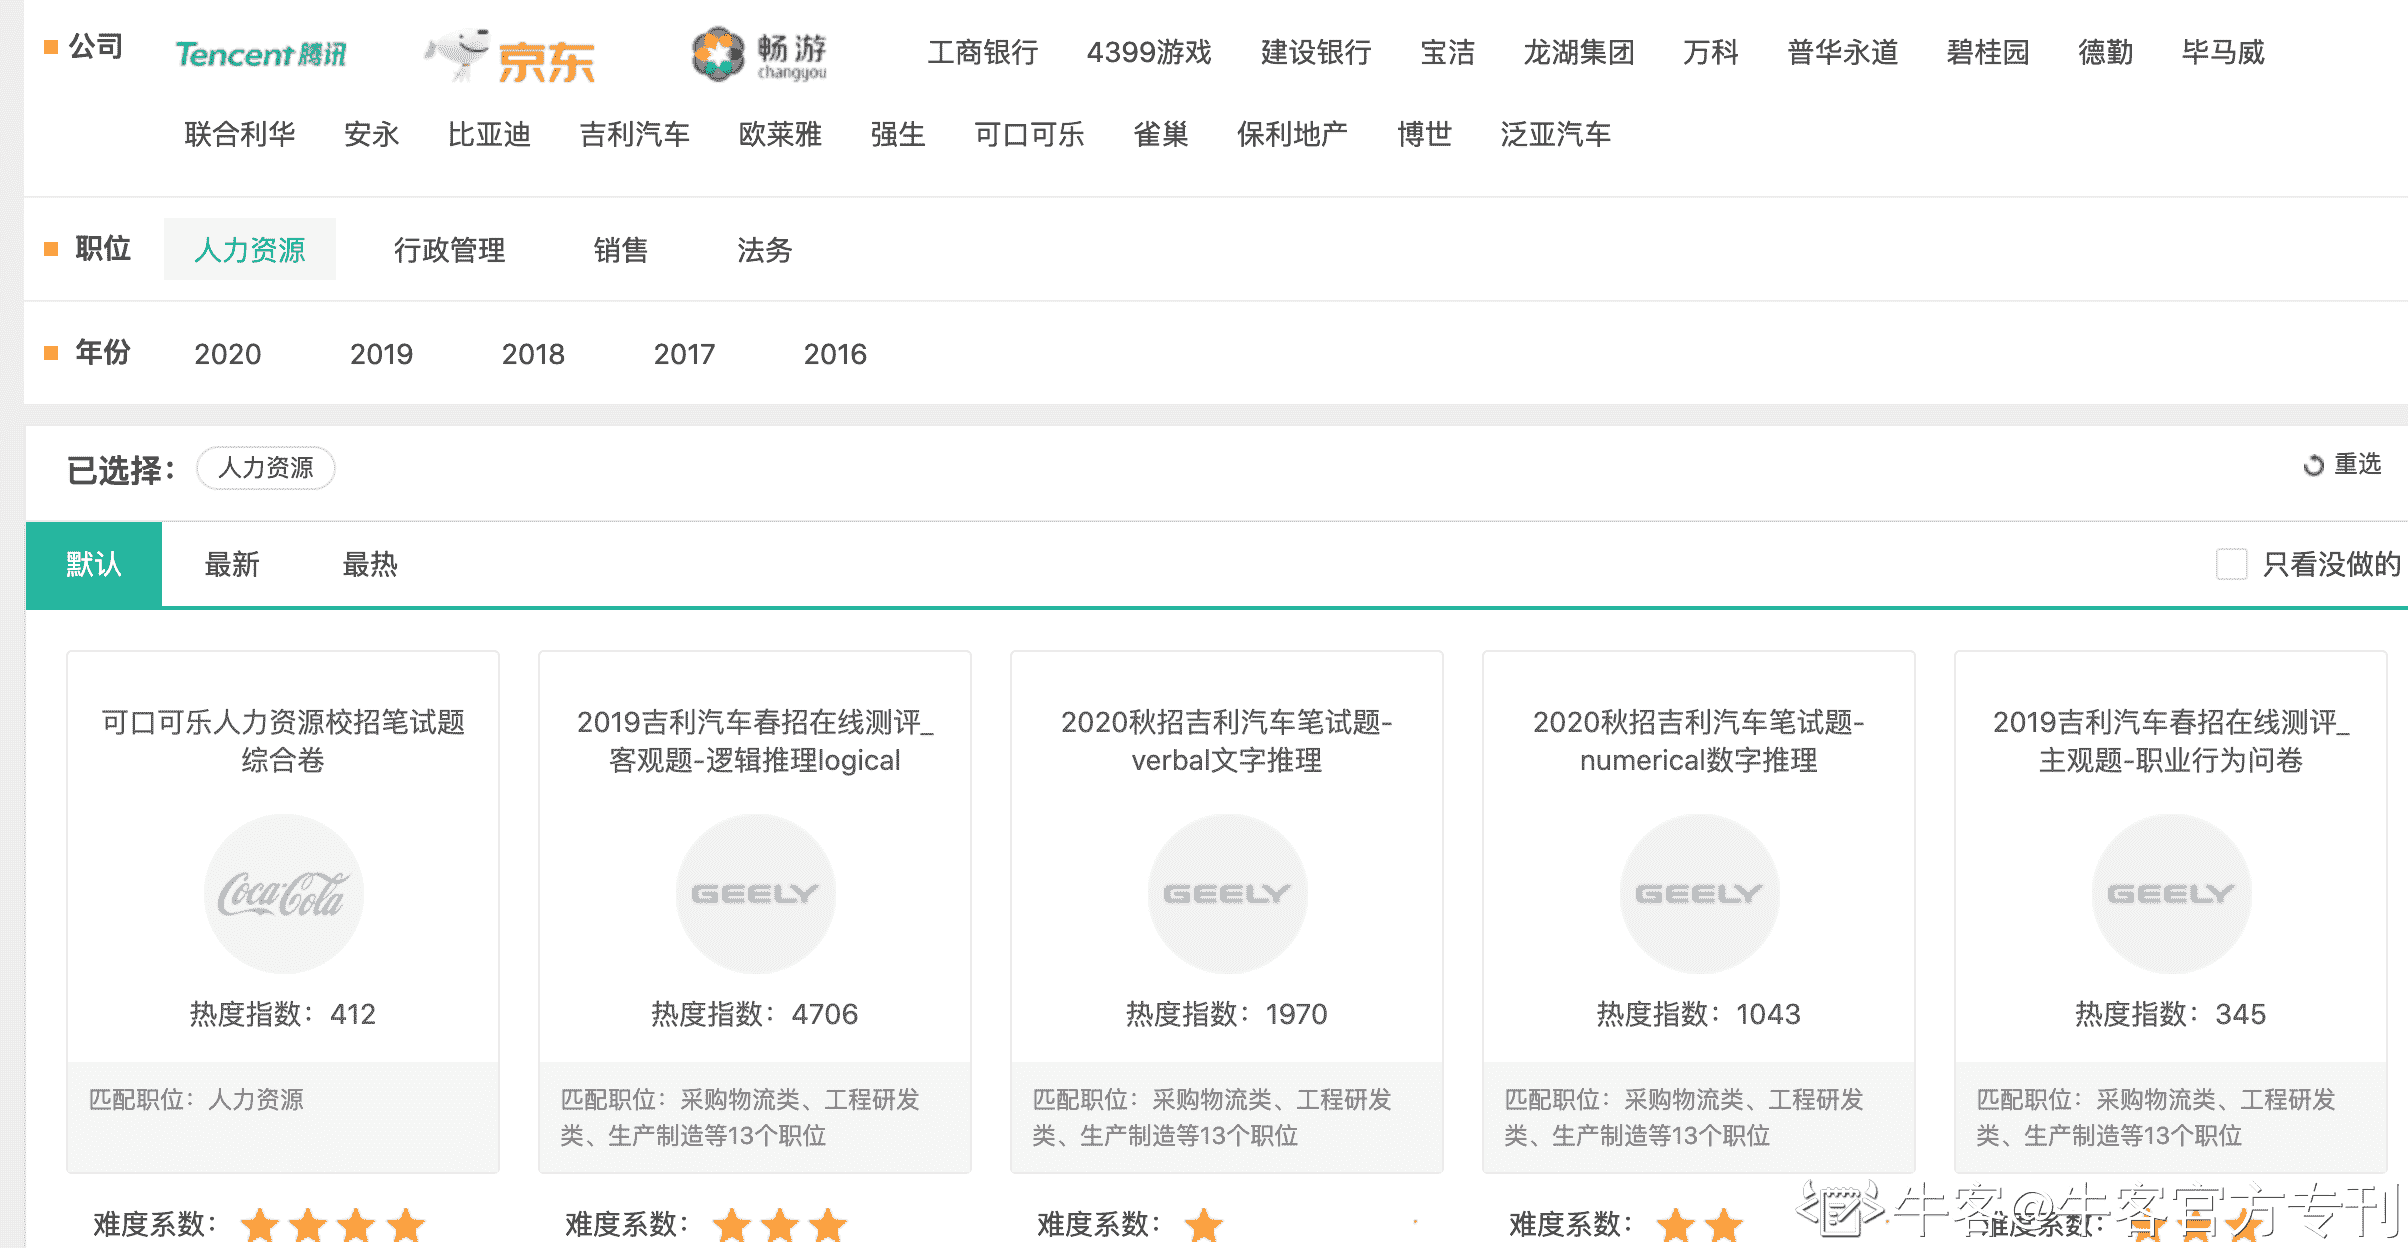 公司 Tencent腾讯 京东 畅游 changyou 工商银行 4399游戏 建设银行 宝洁 龙湖集团 万科 普华永道 碧桂园 德勤 毕马威
联合利华 安永 比亚迪 吉利汽车 欧莱雅 强生 可口可乐 雀巢 保利地产 博世 泛亚汽车
职位 人力资源 行政管理 销售 法务
年份 2020 2019 2018 2017 2016
已选择： 人力资源 重选
默认 最新 最热 只看没做的
可口可乐人力资源校招笔试题
综合卷
Coca-Cola
热度指数：412
匹配职位：人力资源
难度系数：
2019吉利汽车春招在线测评_
客观题-逻辑推理logical
GEELY
热度指数：4706
匹配职位：采购物流类、工程研发
类、生产制造等13个职位
难度系数：
2020秋招吉利汽车笔试题-
verbal文字推理
GEELY
热度指数：1970
匹配职位：采购物流类、工程研发
类、生产制造等13个职位
难度系数：
2020秋招吉利汽车笔试题-
numerical数字推理
GEELY
热度指数：1043
匹配职位：采购物流类、工程研发
类、生产制造等13个职位
难度系数：
2019吉利汽车春招在线测评_
主观题-职业行为问卷
GEELY
热度指数：345
匹配职位：采购物流类、工程研发
类、生产制造等13个职位
难度系数：
牛客@牛客官方专刊